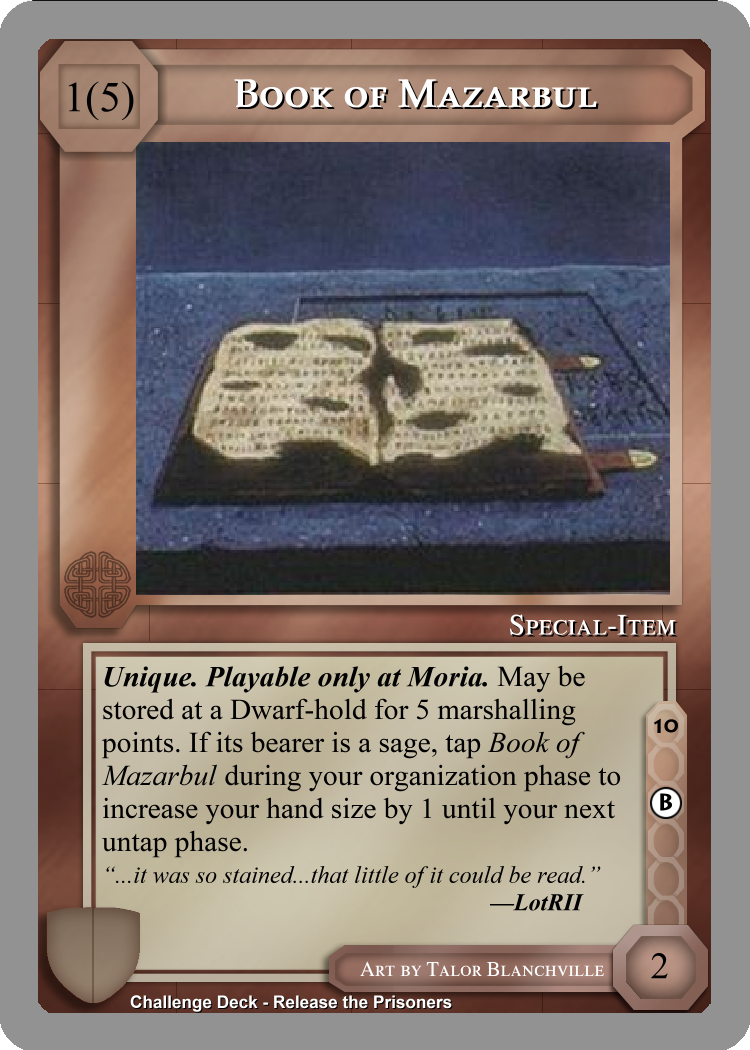 1(5)
Book of Mazarbul
Special-Item
Unique. Playable only at Moria. May be
stored at a Dwarf-hold for 5 marshalling
points. If its bearer is a sage, tap Book of
Mazarbul during your organization phase to
increase your hand size by 1 until your next
untap phase.
“...it was so stained...that little of it could be read.”
—LotRII
10
B
Art by Talor Blanchville
2
Challenge Deck - Release the Prisoners